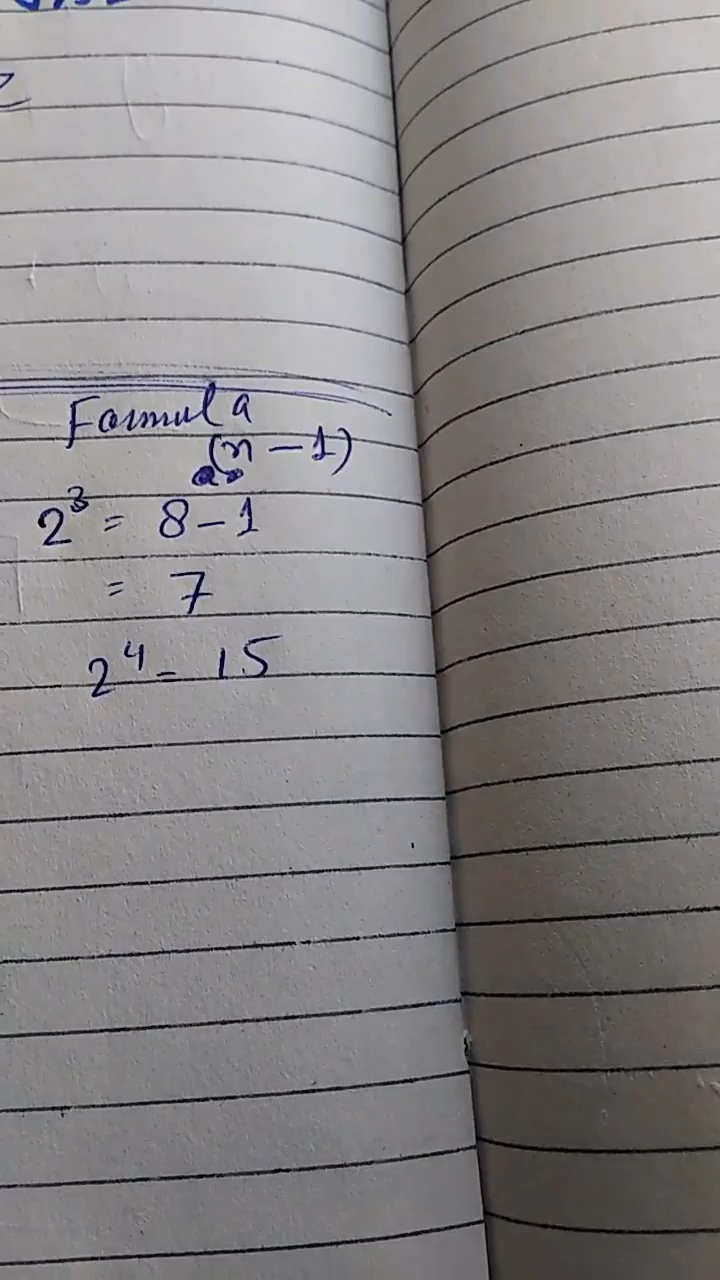 Formula
(n-1)
2³ = 8-1
= 7
2⁴ = 15